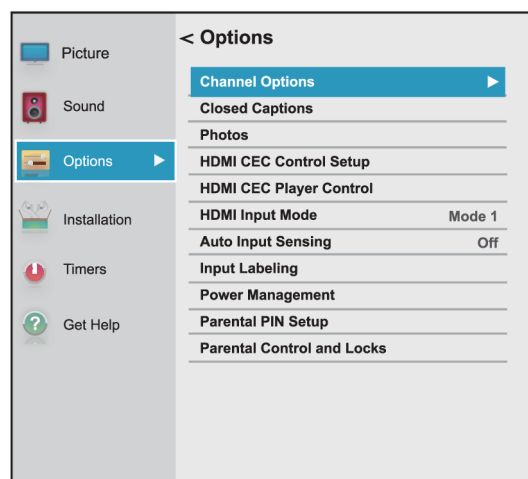 Picture
Sound
Options
Installation
Timers
Get Help
< Options
Channel Options
Closed Captions
Photos
HDMI CEC Control Setup
HDMI CEC Player Control
HDMI Input Mode Mode 1
Auto Input Sensing Off
Input Labeling
Power Management
Parental PIN Setup
Parental Control and Locks